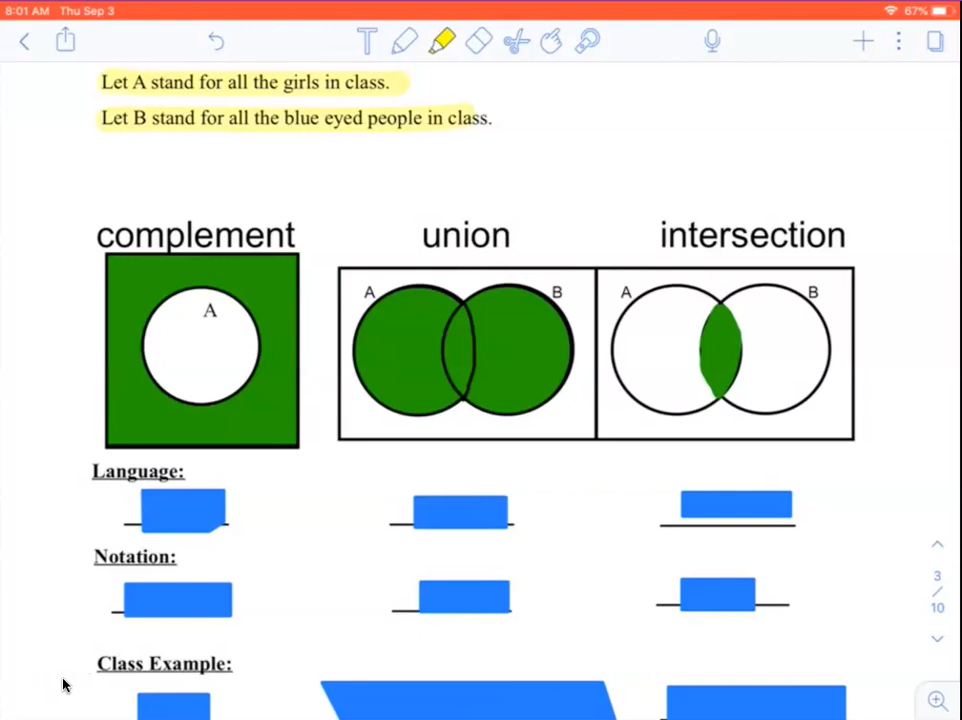 8:01 AM Thu Sep 3 67%
Let A stand for all the girls in class.
Let B stand for all the blue eyed people in class.
complement union intersection
A A B A B
Language:
Notation:
Class Example:
3
/
10